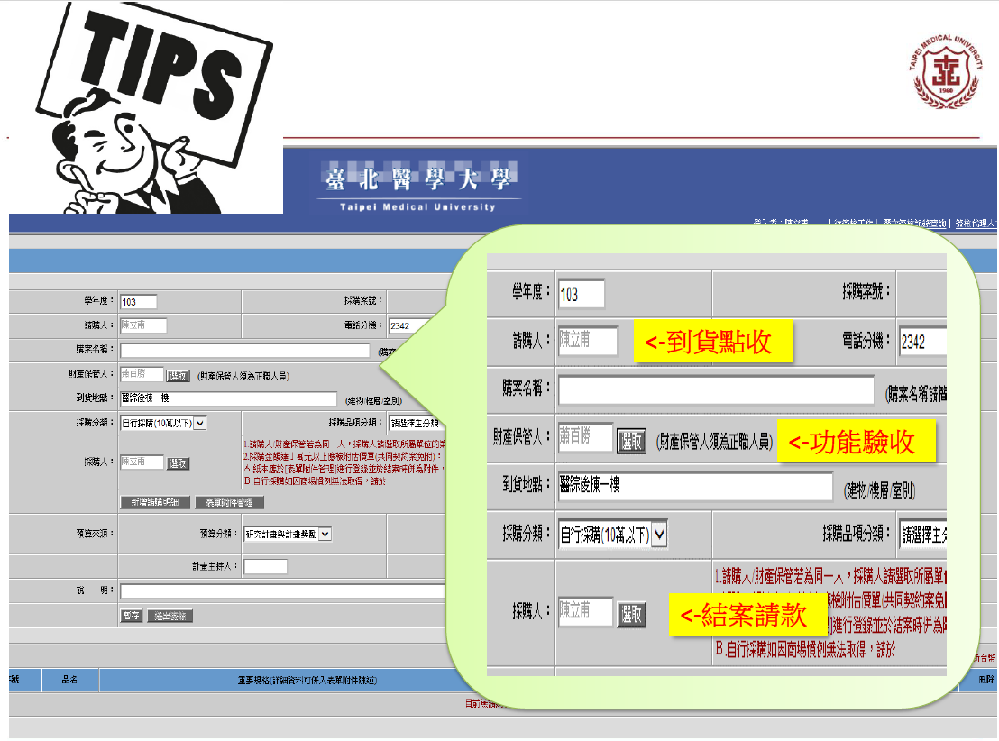 TIPS
TAIPEI MEDICAL UNIVERSITY
1960
臺北醫學大學
Taipei Medical University
登入者：陳立甫 | 待簽核工作 | 歷次簽核記錄查詢 | 簽核代理人
學年度： 103 採購案號：
請購人： 陳立甫 電話分機： 2342
購案名稱： (購案
財產保管人： 蕭百勝 選取 (財產保管人須為正職人員)
到貨地點： 醫綜後棟一樓 (建物/樓層/室別)
採購分類： 自行採購(10萬以下) 採購品項分類： 請選擇主分類
1.請購人/財產保管若為同一人，採購人請選取所屬單位的
2.採購金額達1萬元以上應檢附估價單(共同契約案免附)：
採購人： 陳立甫 選取
A.紙本應於[表單附件管理]進行登錄並於結案時併為附件，
B.自行採購如因商場慣例無法取得，請於
新增請購明細 表單附件管理
預算來源： 預算分類： 研究計畫與計畫獎勵
計畫主持人：
說 明：
暫存 送出簽核
新台幣
序號 品名 重要規格(詳細資料可併入表單附件陳述) 刪除
目前無請購
學年度： 103 採購案號：
請購人： 陳立甫 <-到貨點收 電話分機： 2342
購案名稱： (購案名稱請簡
財產保管人： 蕭百勝 選取 (財產保管人須為正職人員) <-功能驗收
到貨地點： 醫綜後棟一樓 (建物/樓層/室別)
採購分類： 自行採購(10萬以下) 採購品項分類： 請選擇主分
1.請購人/財產保管若為同一人，採購人請選取所屬單
應檢附估價單(共同契約案免
採購人： 陳立甫 選取 <-結案請款
進行登錄並於結案時併為附
B.自行採購如因商場慣例無法取得，請於